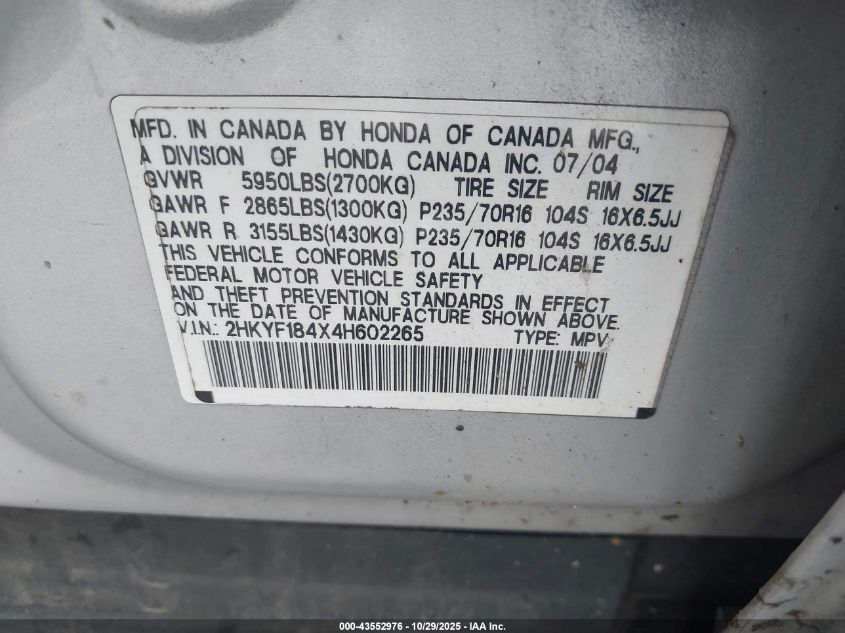 MFD. IN CANADA BY HONDA OF CANADA MFG.,
A DIVISION OF HONDA CANADA INC. 07/04
GVWR 5950LBS(2700KG) TIRE SIZE RIM SIZE
GAWR F 2865LBS(1300KG) P235/70R16 104S 16X6.5JJ
GAWR R 3155LBS(1430KG) P235/70R16 104S 16X6.5JJ
THIS VEHICLE CONFORMS TO ALL APPLICABLE
FEDERAL MOTOR VEHICLE SAFETY
AND THEFT PREVENTION STANDARDS IN EFFECT
ON THE DATE OF MANUFACTURE SHOWN ABOVE.
V.I.N.: 2HKYF184X4H602265 TYPE: MPV
000-43552976 - 10/29/2025 - IAA Inc.